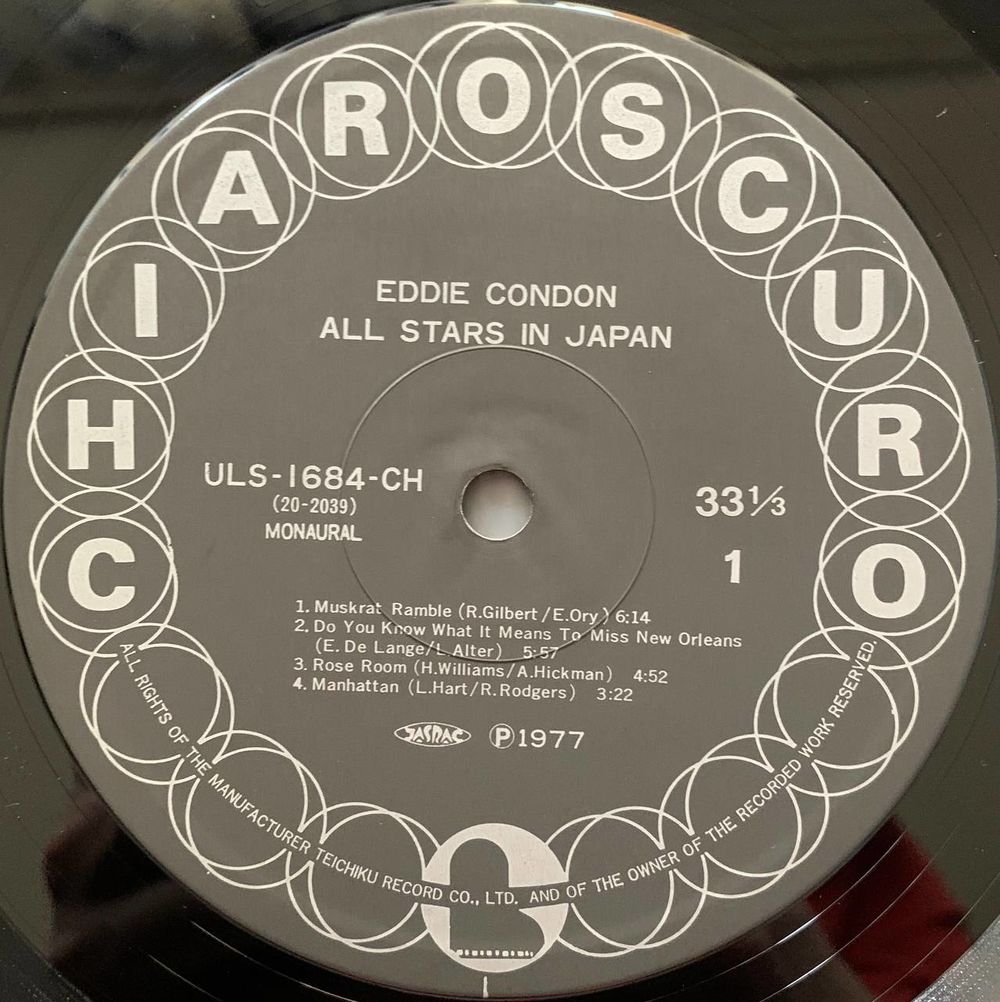 CHIAROSCURO
EDDIE CONDON
ALL STARS IN JAPAN
ULS-1684-CH
(20-2039)
MONAURAL
33⅓
1
1. Muskrat Ramble (R.Gilbert/E.Ory) 6:14
2. Do You Know What It Means To Miss New Orleans
(E. De Lange/L. Alter) 5:57
3. Rose Room (H.Williams/A.Hickman) 4:52
4. Manhattan (L.Hart/R.Rodgers) 3:22
JASRAC ℗1977
ALL RIGHTS OF THE MANUFACTURER TEICHIKU RECORD CO., LTD. AND OF THE OWNER OF THE RECORDED WORK RESERVED.